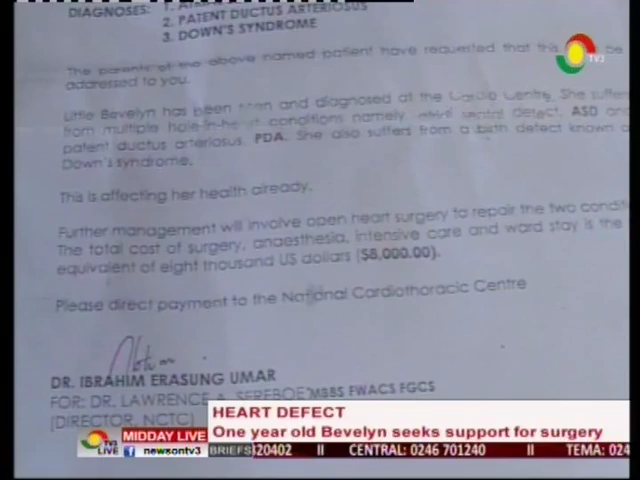 DIAGNOSES:
2. PATENT DUCTUS ARTERIOSUS
3. DOWN'S SYNDROME
The parents of the above named patient have requested that this be
addressed to you.
TV3
Little Bevelyn has been seen and diagnosed at the Cardio Centre. She suffers
from multiple hole-in-heart conditions namely, septal defect, ASD and
patent ductus arteriosus, PDA. She also suffers from a birth defect known a
Down's syndrome.
This is affecting her health already.
Further management will involve open heart surgery to repair the two condit
The total cost of surgery, anaesthesia, intensive care and ward stay is the
equivalent of eight thousand US dollars ($8,000.00).
Please direct payment to the National Cardiothoracic Centre
DR. IBRAHIM ERASUNG UMAR
FOR: DR. LAWRENCE A. SEREBOE MBBS FWACS FGCS
(DIRECTOR, NCTC)
HEART DEFECT
One year old Bevelyn seeks support for surgery
TV3
LIVE
MIDDAY LIVE
f newsontv3
BRIEFS 320402 II CENTRAL: 0246 701240 II TEMA: 024